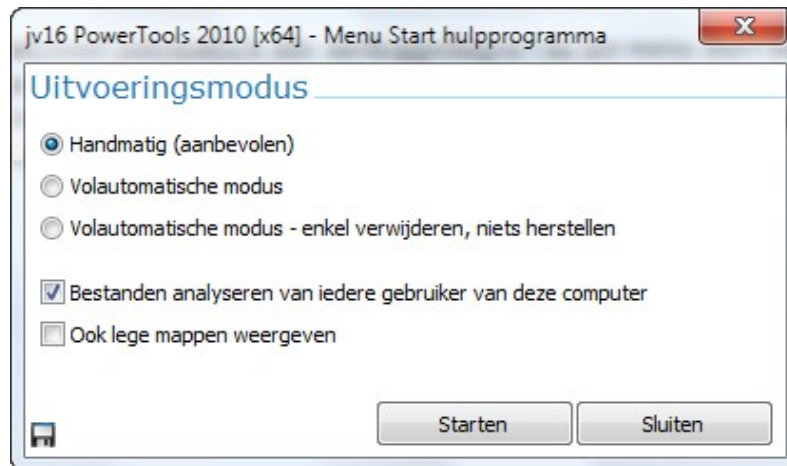 jv16 PowerTools 2010 [x64] - Menu Start hulpprogramma
Uitvoeringsmodus
Handmatig (aanbevolen)
Volautomatische modus
Volautomatische modus - enkel verwijderen, niets herstellen
Bestanden analyseren van iedere gebruiker van deze computer
Ook lege mappen weergeven
Starten
Sluiten